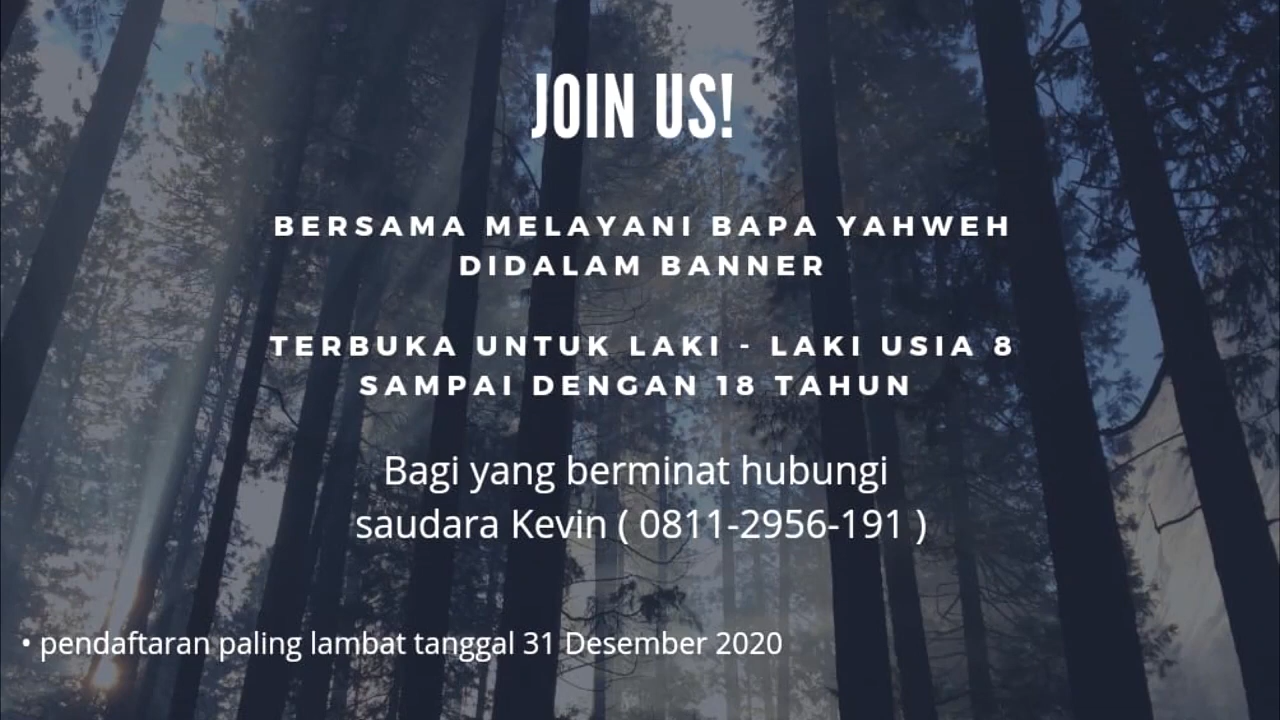 JOIN US!
BERSAMA MELAYANI BAPA YAHWEH
DIDALAM BANNER
TERBUKA UNTUK LAKI - LAKI USIA 8
SAMPAI DENGAN 18 TAHUN
Bagi yang berminat hubungi
saudara Kevin ( 0811-2956-191 )
• pendaftaran paling lambat tanggal 31 Desember 2020